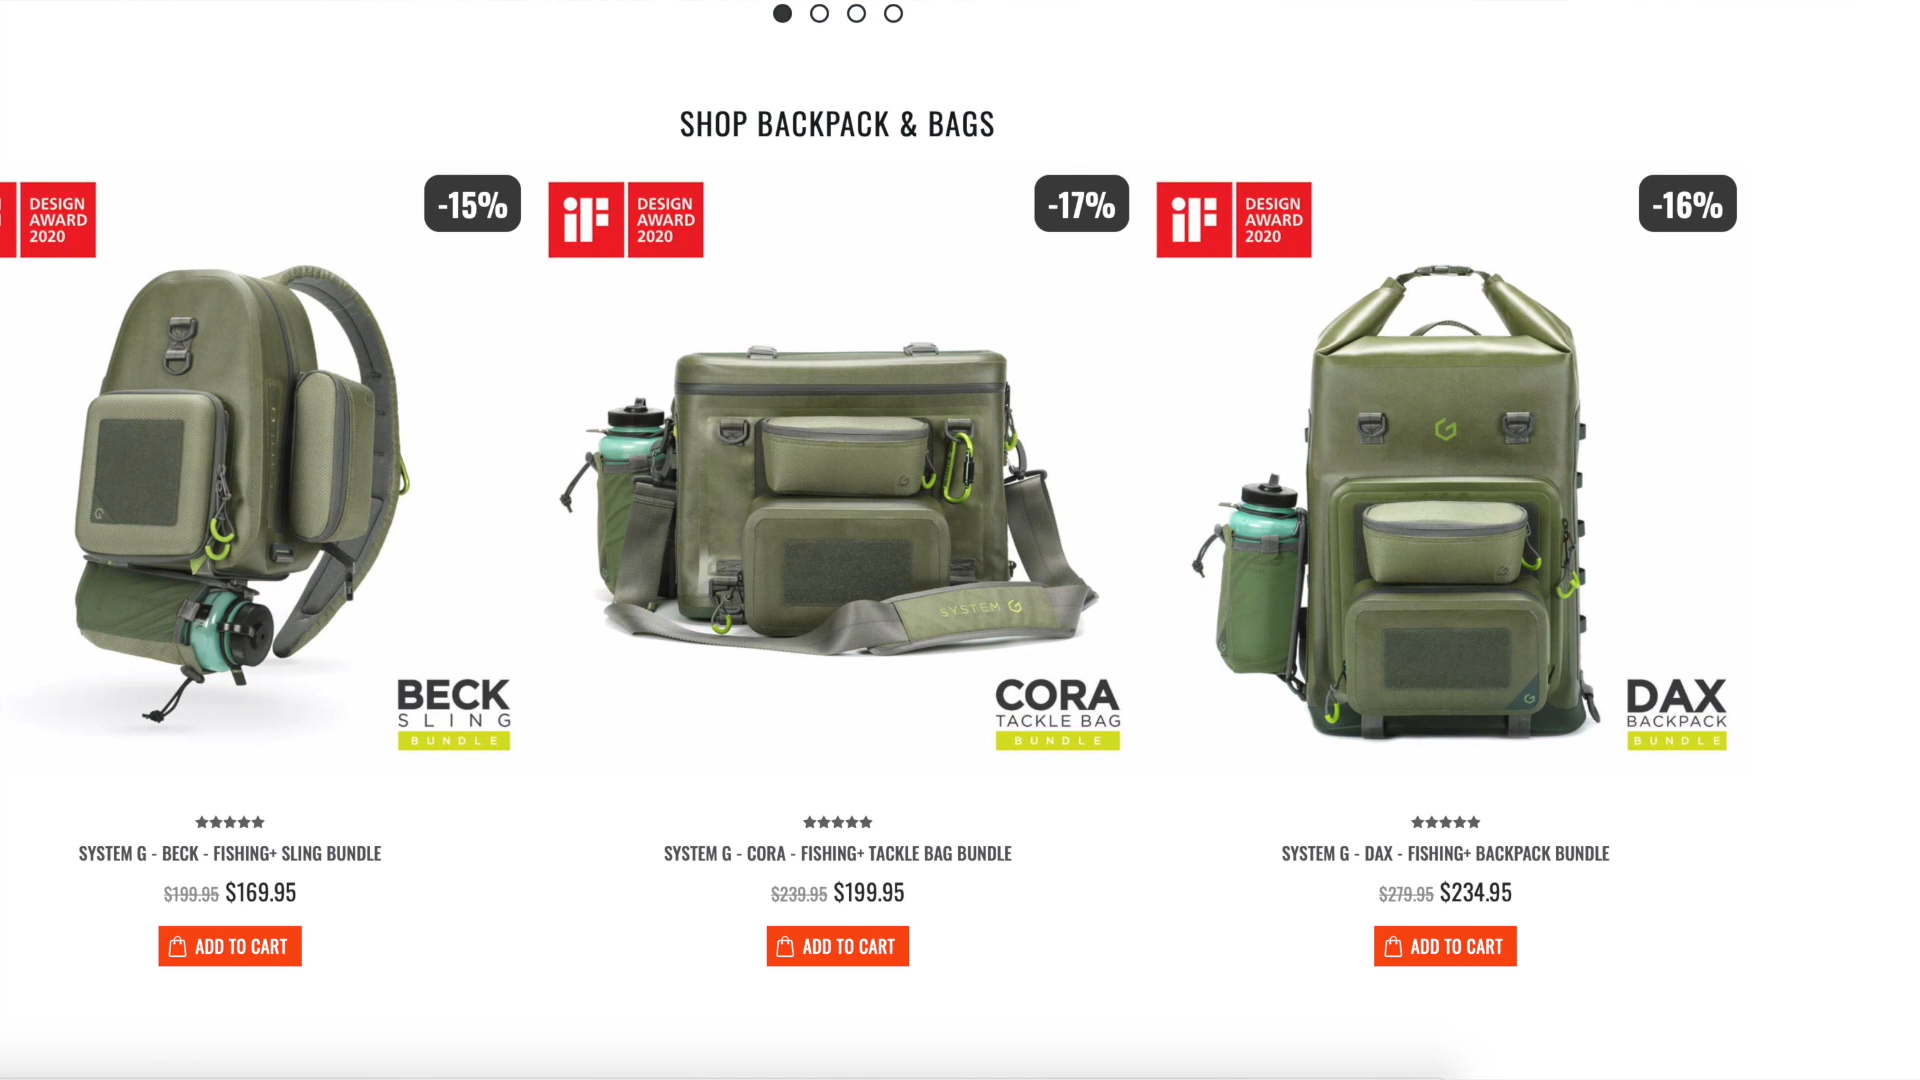 SHOP BACKPACK & BAGS
DESIGN
AWARD
2020
-15%
BECK
SLING
BUNDLE
★★★★★
SYSTEM G - BECK - FISHING+ SLING BUNDLE
$199.95 $169.95
ADD TO CART
iF
DESIGN
AWARD
2020
-17%
SYSTEM G
CORA
TACKLE BAG
BUNDLE
★★★★★
SYSTEM G - CORA - FISHING+ TACKLE BAG BUNDLE
$239.95 $199.95
ADD TO CART
iF
DESIGN
AWARD
2020
-16%
DAX
BACKPACK
BUNDLE
★★★★★
SYSTEM G - DAX - FISHING+ BACKPACK BUNDLE
$279.95 $234.95
ADD TO CART